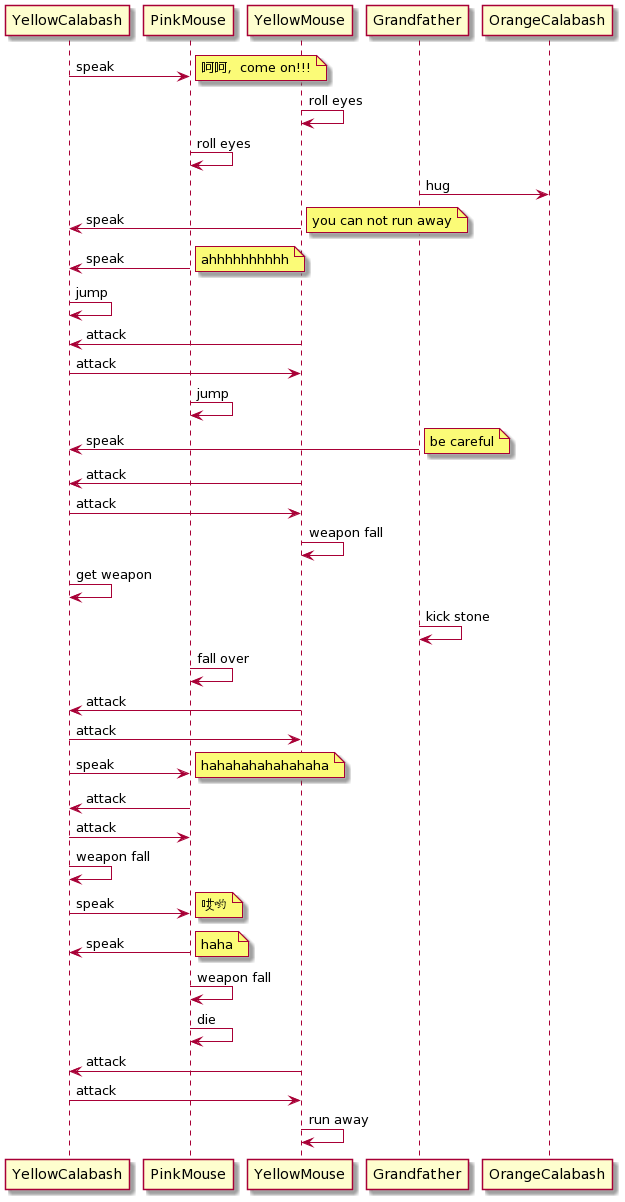 YellowCalabash PinkMouse YellowMouse Grandfather OrangeCalabash
speak 呵呵，come on!!!
roll eyes
roll eyes
hug
speak you can not run away
speak ahhhhhhhhhh
jump
attack
attack
jump
speak be careful
attack
attack
weapon fall
get weapon
kick stone
fall over
attack
attack
speak hahahahahahahaha
attack
attack
weapon fall
speak 哎哟
speak haha
weapon fall
die
attack
attack
run away
YellowCalabash PinkMouse YellowMouse Grandfather OrangeCalabash